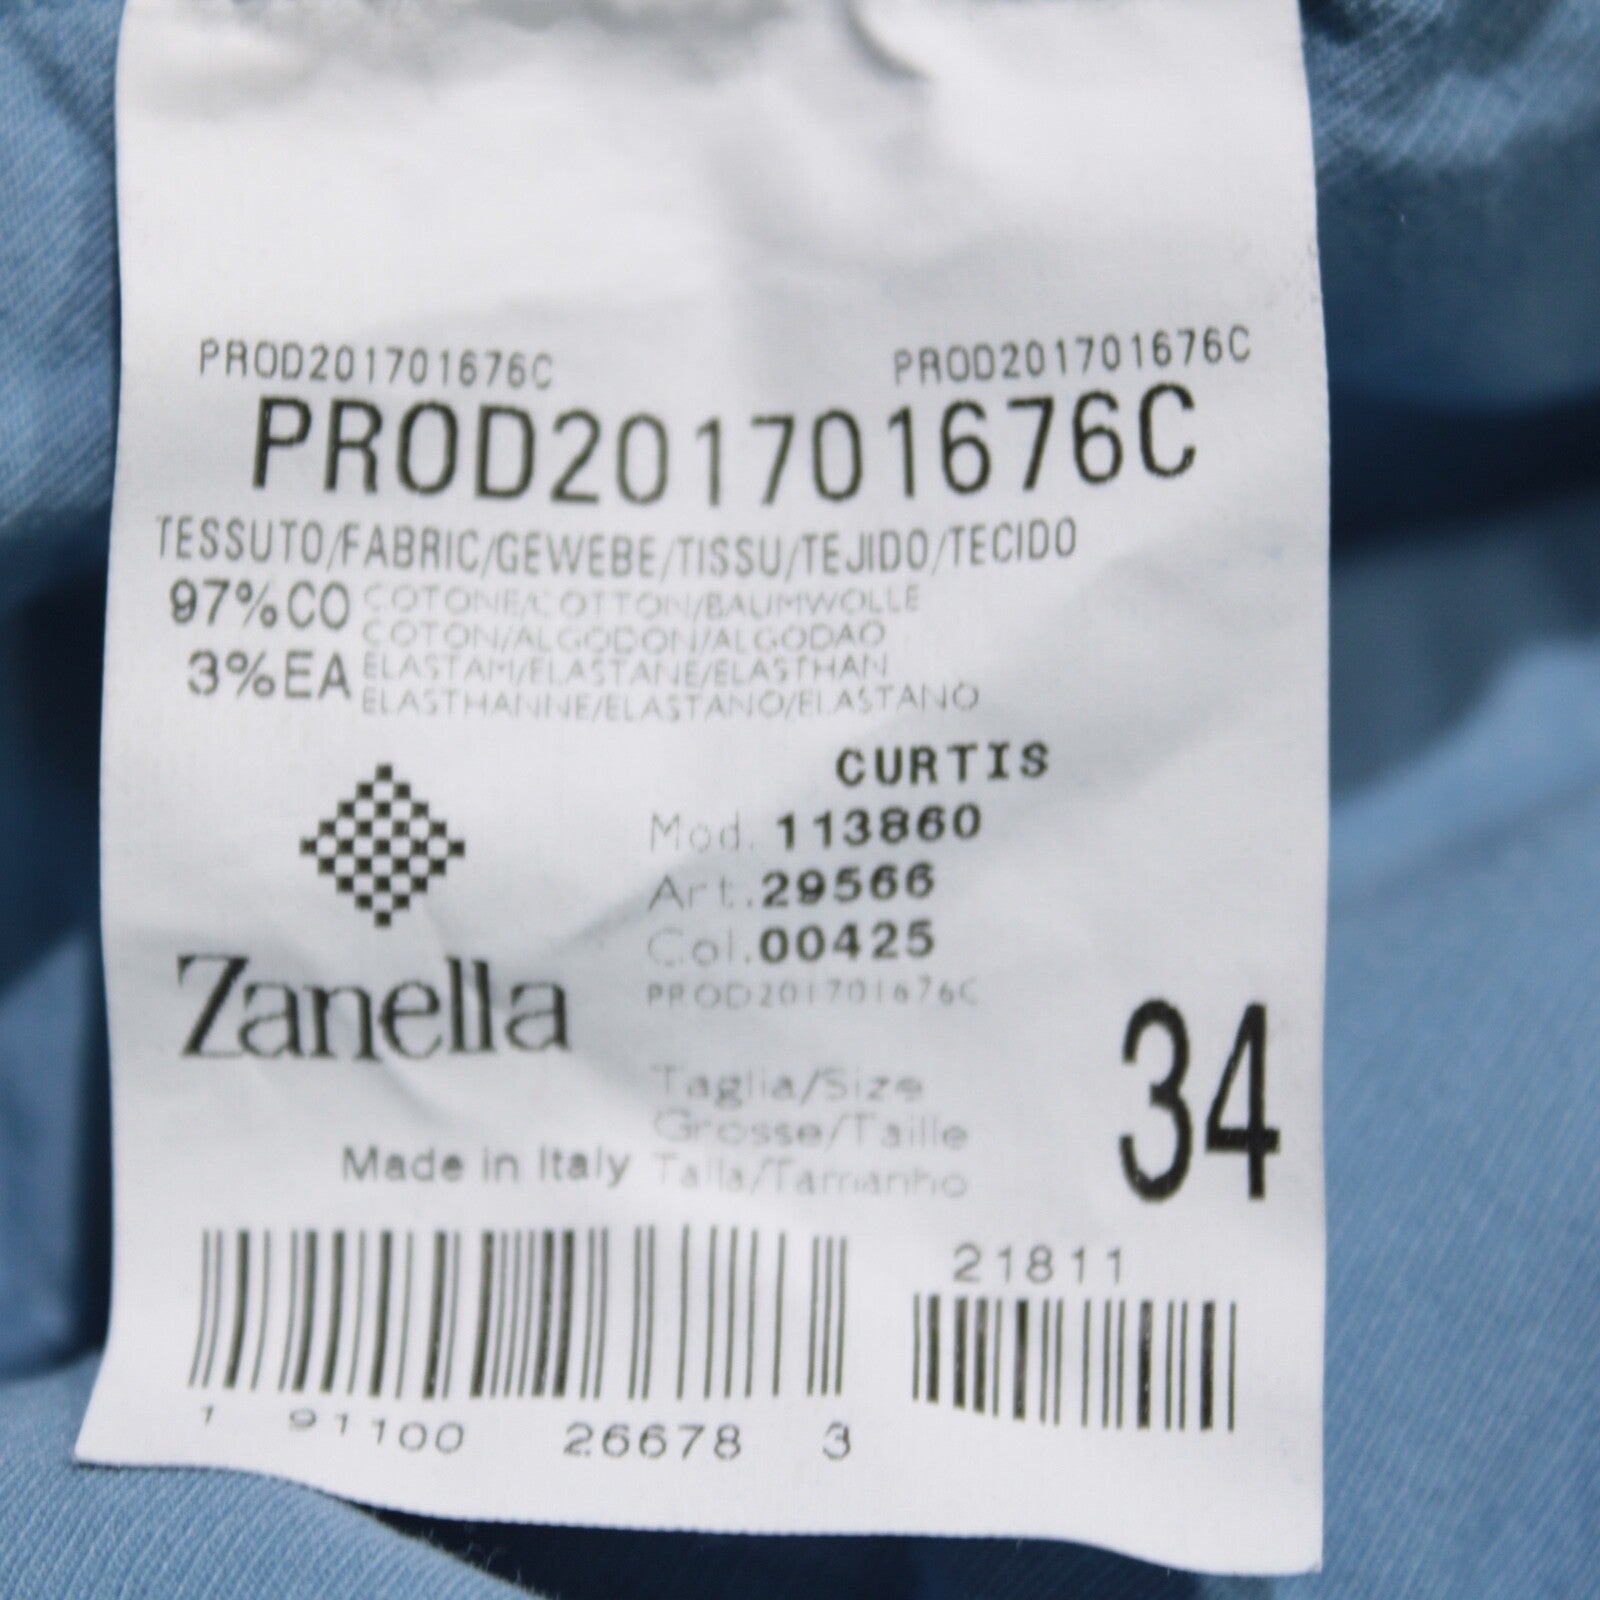 PROD201701676C PROD201701676C
PROD201701676C
TESSUTO/FABRIC/GEWEBE/TISSU/TEJIDO/TECIDO
97%CO COTONE/COTTON/BAUMWOLLE
COTON/ALGODON/ALGODAO
3%EA ELASTAM/ELASTANE/ELASTHAN
ELASTHANNE/ELASTANO/ELASTANO
CURTIS
Mod. 113860
Art. 29566
Col. 00425
PROD201701676C
Zanella
34
Taglia/Size
Grosse/Taille
Talla/Tamanho
Made in Italy
21811
1 91100 26678 3